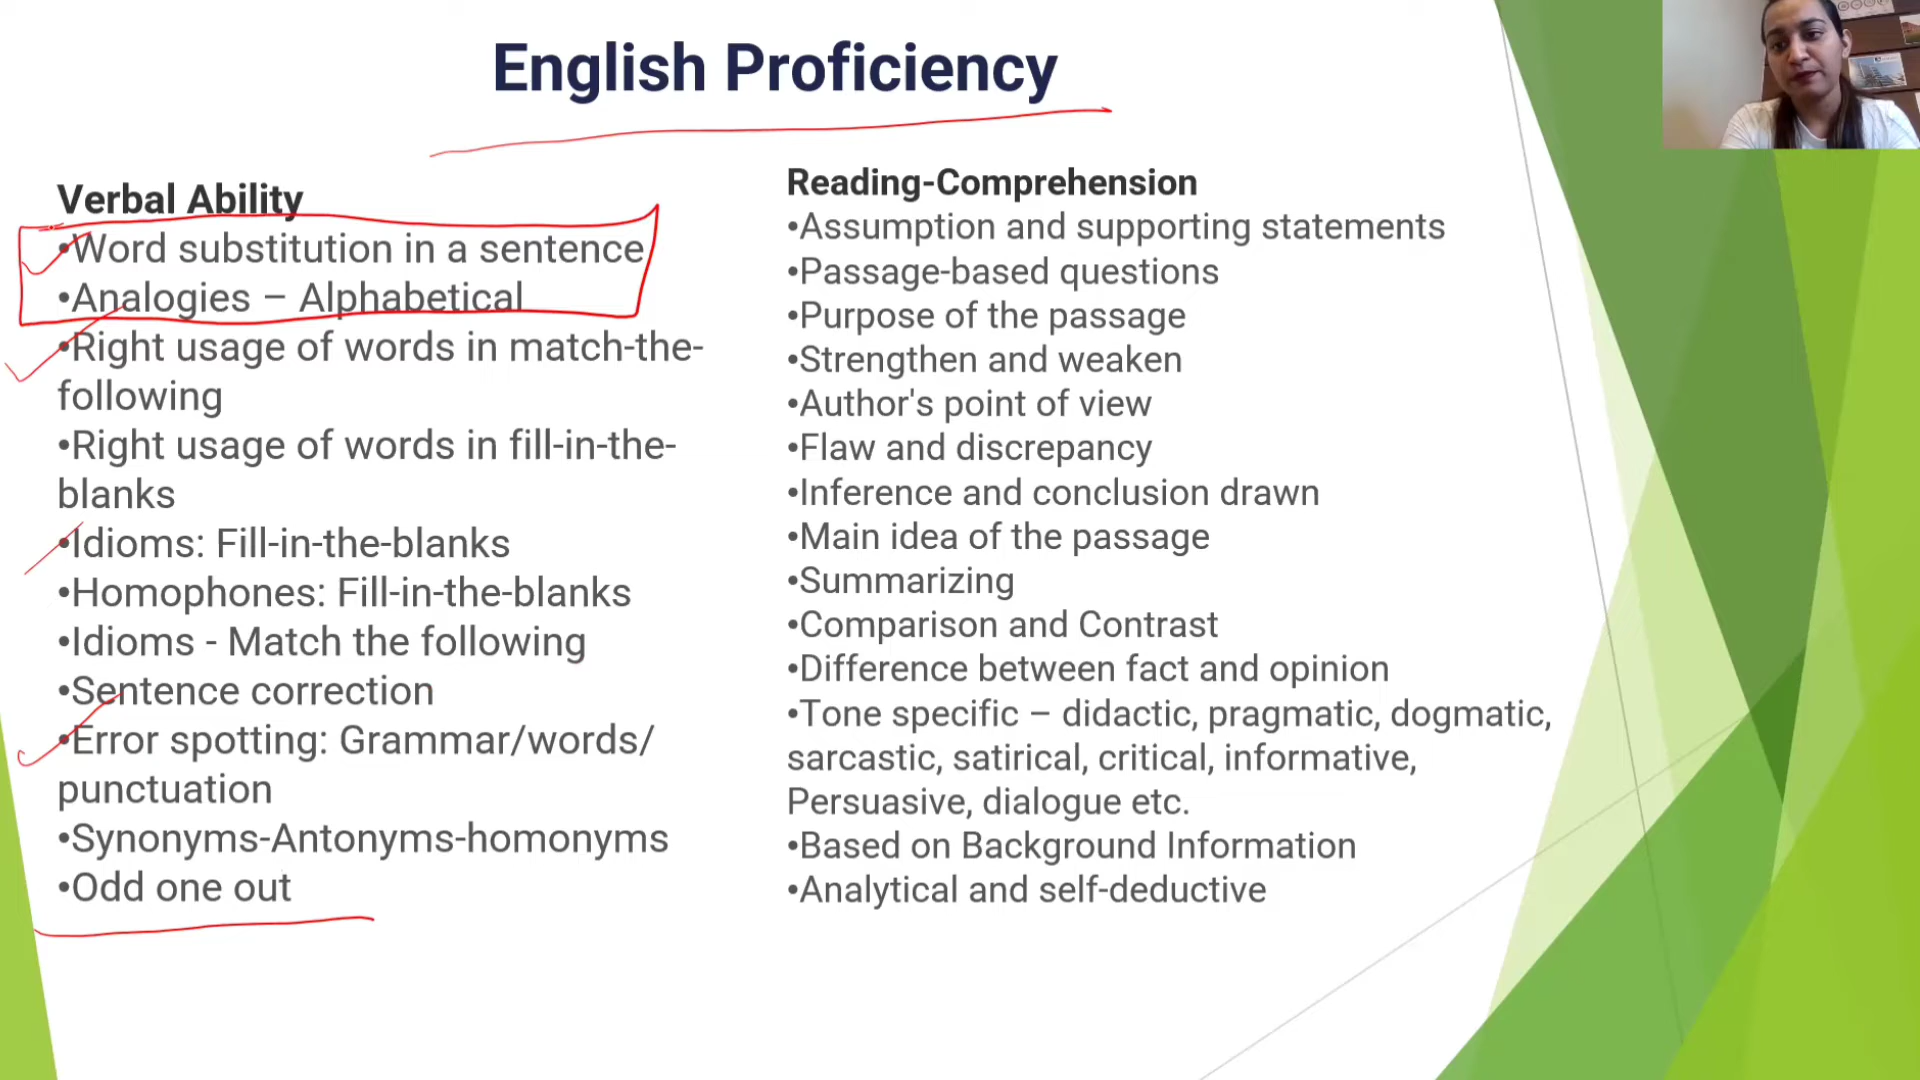 English Proficiency
Verbal Ability
•Word substitution in a sentence
•Analogies – Alphabetical
•Right usage of words in match-the-
following
•Right usage of words in fill-in-the-
blanks
•Idioms: Fill-in-the-blanks
•Homophones: Fill-in-the-blanks
•Idioms - Match the following
•Sentence correction
•Error spotting: Grammar/words/
punctuation
•Synonyms-Antonyms-homonyms
•Odd one out
Reading-Comprehension
•Assumption and supporting statements
•Passage-based questions
•Purpose of the passage
•Strengthen and weaken
•Author's point of view
•Flaw and discrepancy
•Inference and conclusion drawn
•Main idea of the passage
•Summarizing
•Comparison and Contrast
•Difference between fact and opinion
•Tone specific – didactic, pragmatic, dogmatic,
sarcastic, satirical, critical, informative,
Persuasive, dialogue etc.
•Based on Background Information
•Analytical and self-deductive